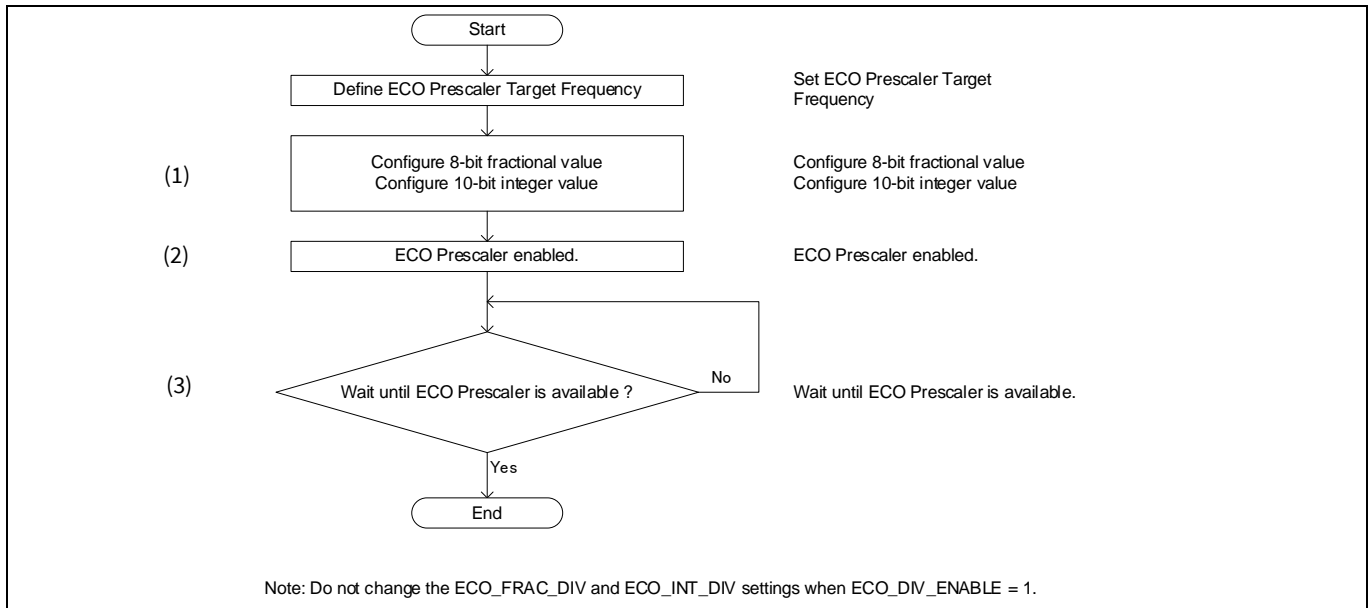 Start
Define ECO Prescaler Target Frequency
Set ECO Prescaler Target
Frequency
(1)
Configure 8-bit fractional value
Configure 10-bit integer value
Configure 8-bit fractional value
Configure 10-bit integer value
(2)
ECO Prescaler enabled.
ECO Prescaler enabled.
(3)
Wait until ECO Prescaler is available ?
No
Wait until ECO Prescaler is available.
Yes
End
Note: Do not change the ECO_FRAC_DIV and ECO_INT_DIV settings when ECO_DIV_ENABLE = 1.